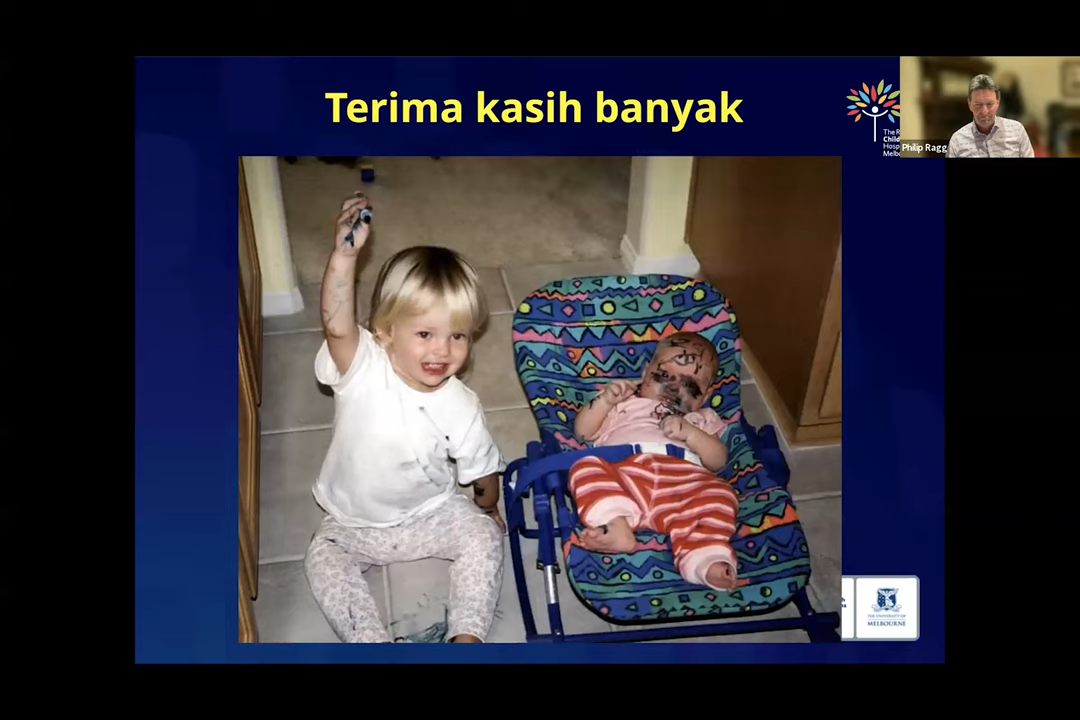 Terima kasih banyak
Philip Ragg
THE UNIVERSITY OF
MELBOURNE